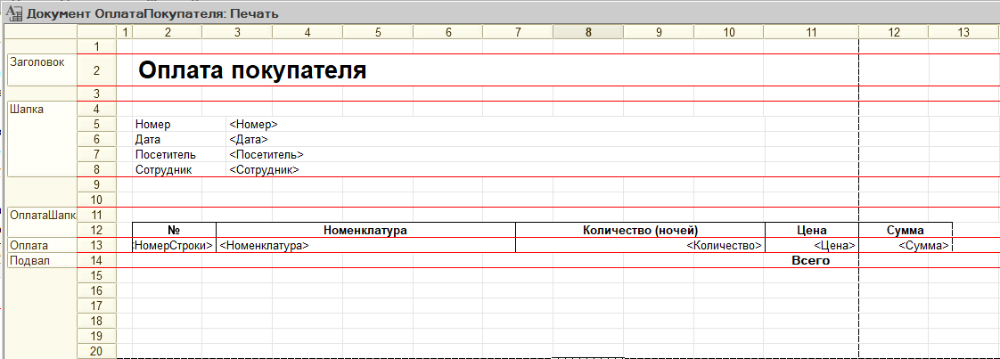 Документ ОплатаПокупателя: Печать
1 2 3 4 5 6 7 8 9 10 11 12 13
1
Заголовок 2 Оплата покупателя
3
Шапка 4
5 Номер <Номер>
6 Дата <Дата>
7 Посетитель <Посетитель>
8 Сотрудник <Сотрудник>
9
10
ОплатаШапк 11
12 № Номенклатура Количество (ночей) Цена Сумма
Оплата 13 <НомерСтроки> <Номенклатура> <Количество> <Цена> <Сумма>
Подвал 14 Всего
15
16
17
18
19
20